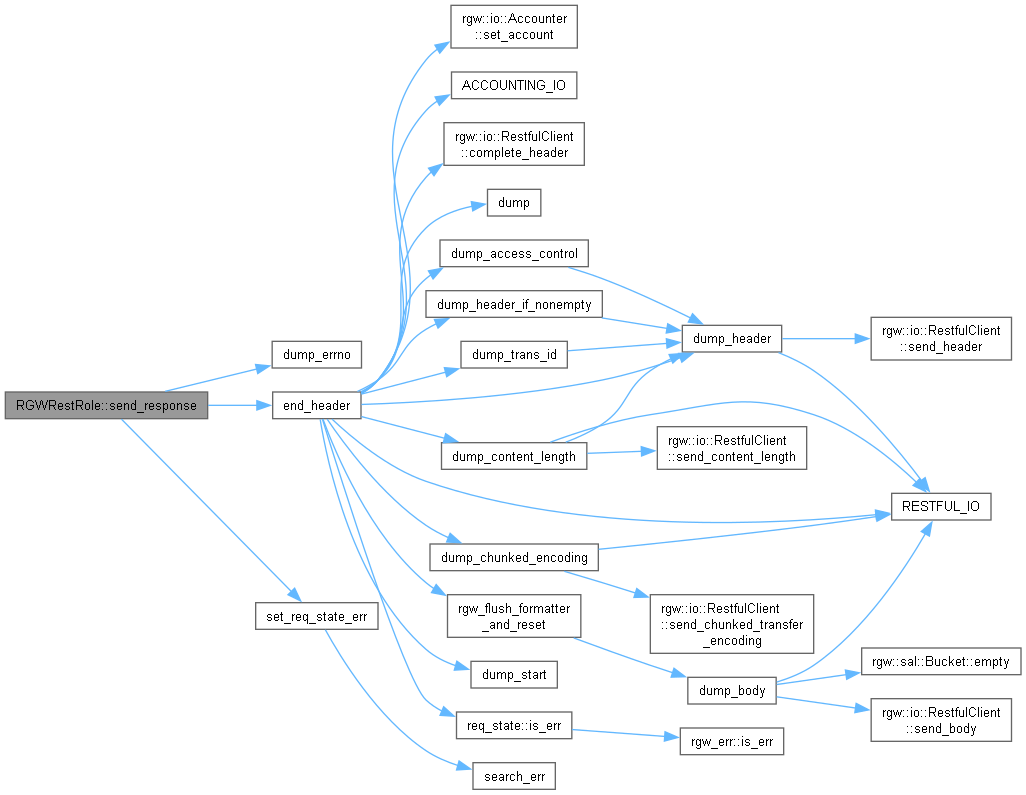 rgw::io::Accounter
::set_account
ACCOUNTING_IO
rgw::io::RestfulClient
::complete_header
dump
dump_access_control
dump_header_if_nonempty
dump_header
rgw::io::RestfulClient
::send_header
dump_trans_id
dump_errno
RGWRestRole::send_response
end_header
dump_content_length
rgw::io::RestfulClient
::send_content_length
RESTFUL_IO
dump_chunked_encoding
rgw_flush_formatter
_and_reset
rgw::io::RestfulClient
::send_chunked_transfer
_encoding
set_req_state_err
dump_start
dump_body
rgw::sal::Bucket::empty
rgw::io::RestfulClient
::send_body
req_state::is_err
rgw_err::is_err
search_err